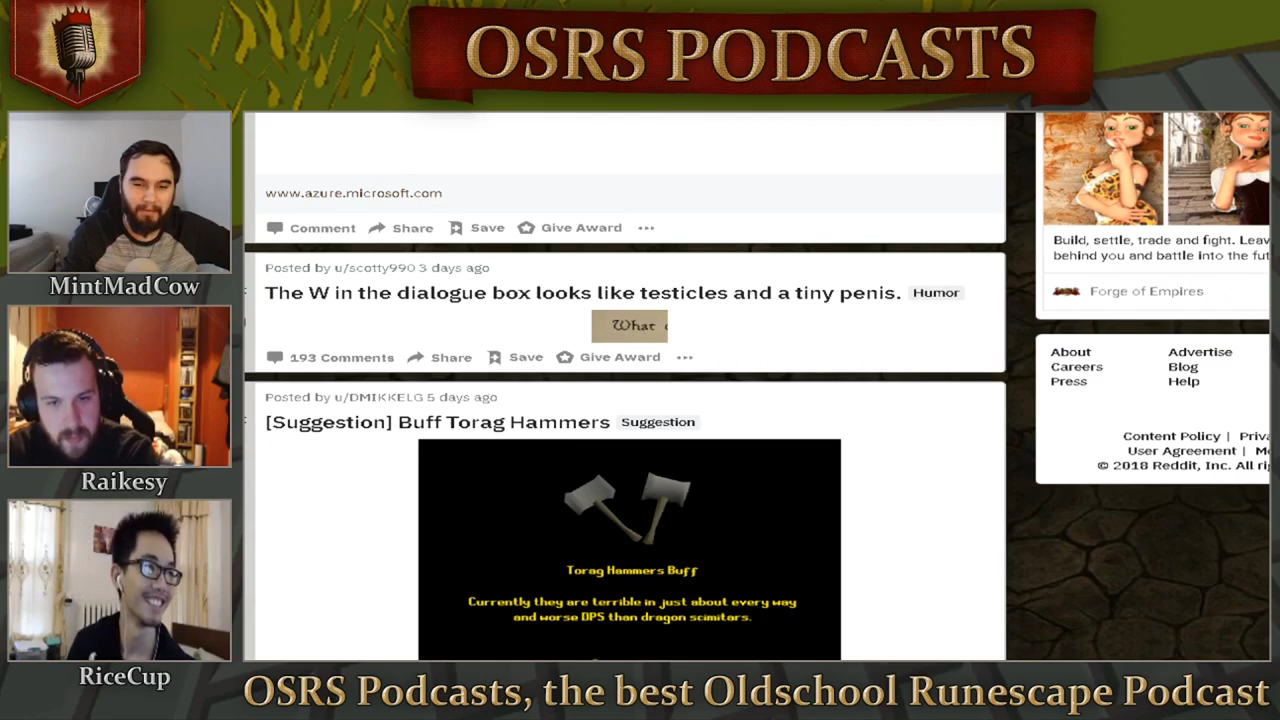 OSRS PODCASTS
MintMadCow
Raikesy
RiceCup
www.azure.microsoft.com
Comment Share Save Give Award
Posted by u/scotty990 3 days ago
The W in the dialogue box looks like testicles and a tiny penis. Humor
What
193 Comments Share Save Give Award
Posted by u/DMIKKELG 5 days ago
[Suggestion] Buff Torag Hammers Suggestion
Torag Hammers Buff
Currently they are terrible in just about every way
and worse DPS than dragon scimitars.
Build, settle, trade and fight. Leav
behind you and battle into the fut
Forge of Empires
About Advertise
Careers Blog
Press Help
Content Policy | Priva
User Agreement | M
© 2018 Reddit, Inc. All ri
OSRS Podcasts, the best Oldschool Runescape Podcast